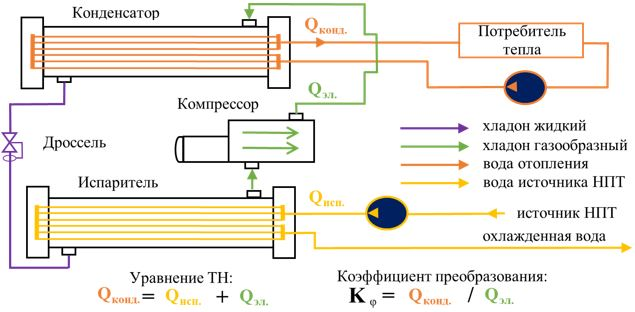 Конденсатор
Qконд.
Потребитель
тепла
Qэл.
Компрессор
Дроссель
хладон жидкий
хладон газообразный
вода отопления
вода источника НПТ
Испаритель
Qисп.
источник НПТ
охлажденная вода
Уравнение ТН:
Qконд. = Qисп. + Qэл.
Коэффициент преобразования:
Kφ = Qконд. / Qэл.